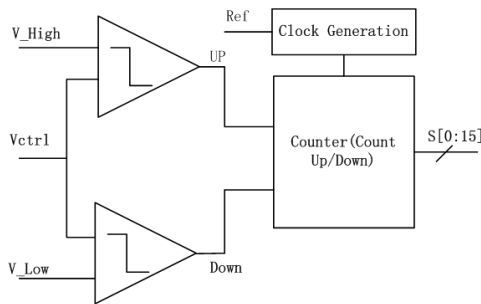 Ref
Clock Generation
V_High
UP
Vctrl
Counter(Count
Up/Down)
S[0:15]
V_Low
Down